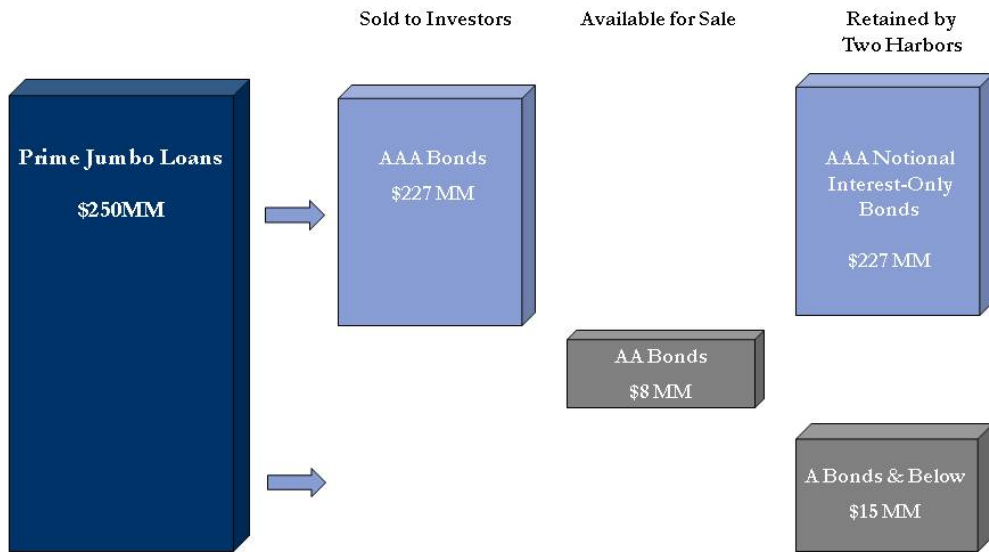 Sold to Investors
Available for Sale
Retained by
Two Harbors
Prime Jumbo Loans
$250MM
AAA Bonds
$227 MM
AAA Notional
Interest-Only
Bonds
$227 MM
AA Bonds
$8 MM
A Bonds & Below
$15 MM